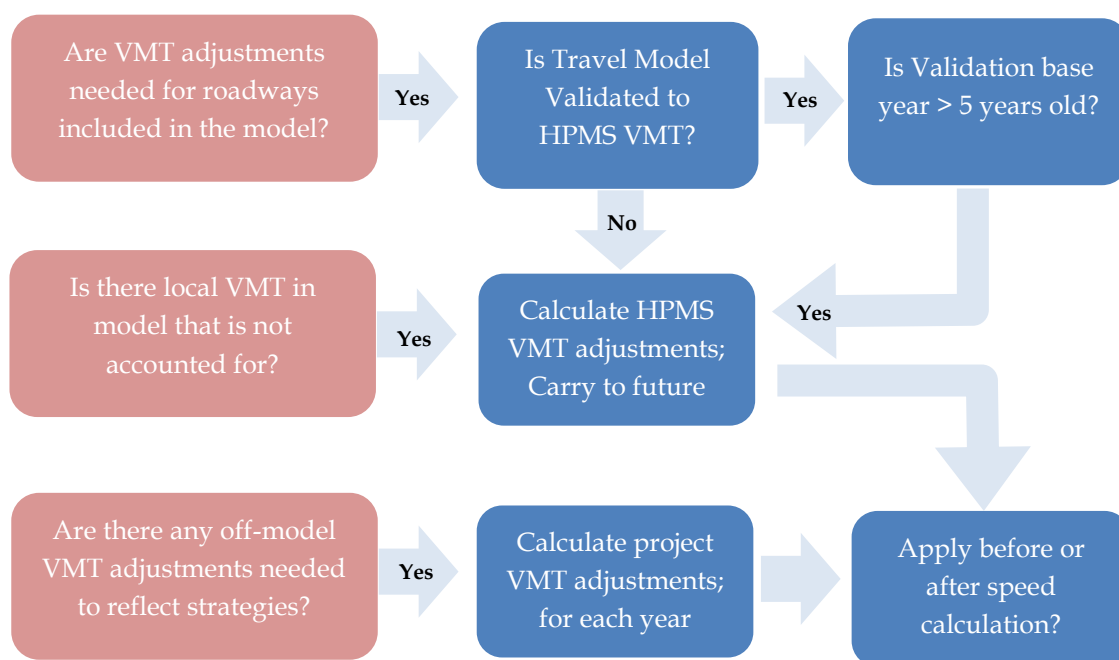 Are VMT adjustments
needed for roadways
included in the model?
Yes
Is Travel Model
Validated to
HPMS VMT?
Yes
Is Validation base
year > 5 years old?
No
Is there local VMT in
model that is not
accounted for?
Yes
Calculate HPMS
VMT adjustments;
Carry to future
Yes
Are there any off-model
VMT adjustments needed
to reflect strategies?
Yes
Calculate project
VMT adjustments;
for each year
Apply before or
after speed
calculation?